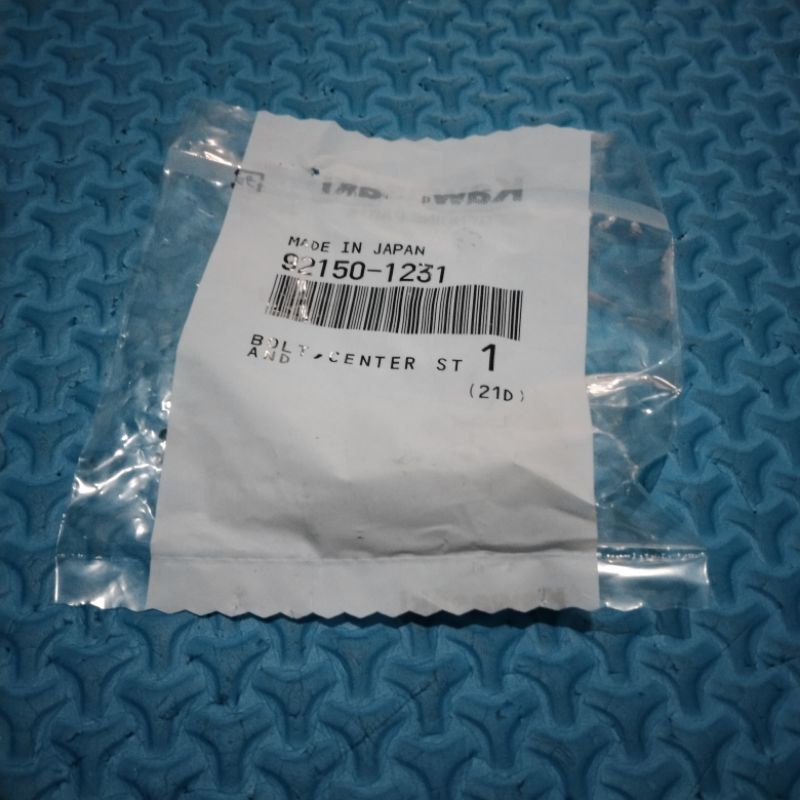 MADE IN JAPAN
92150-1231
BOLT,CENTER ST 1
AND
(21D)